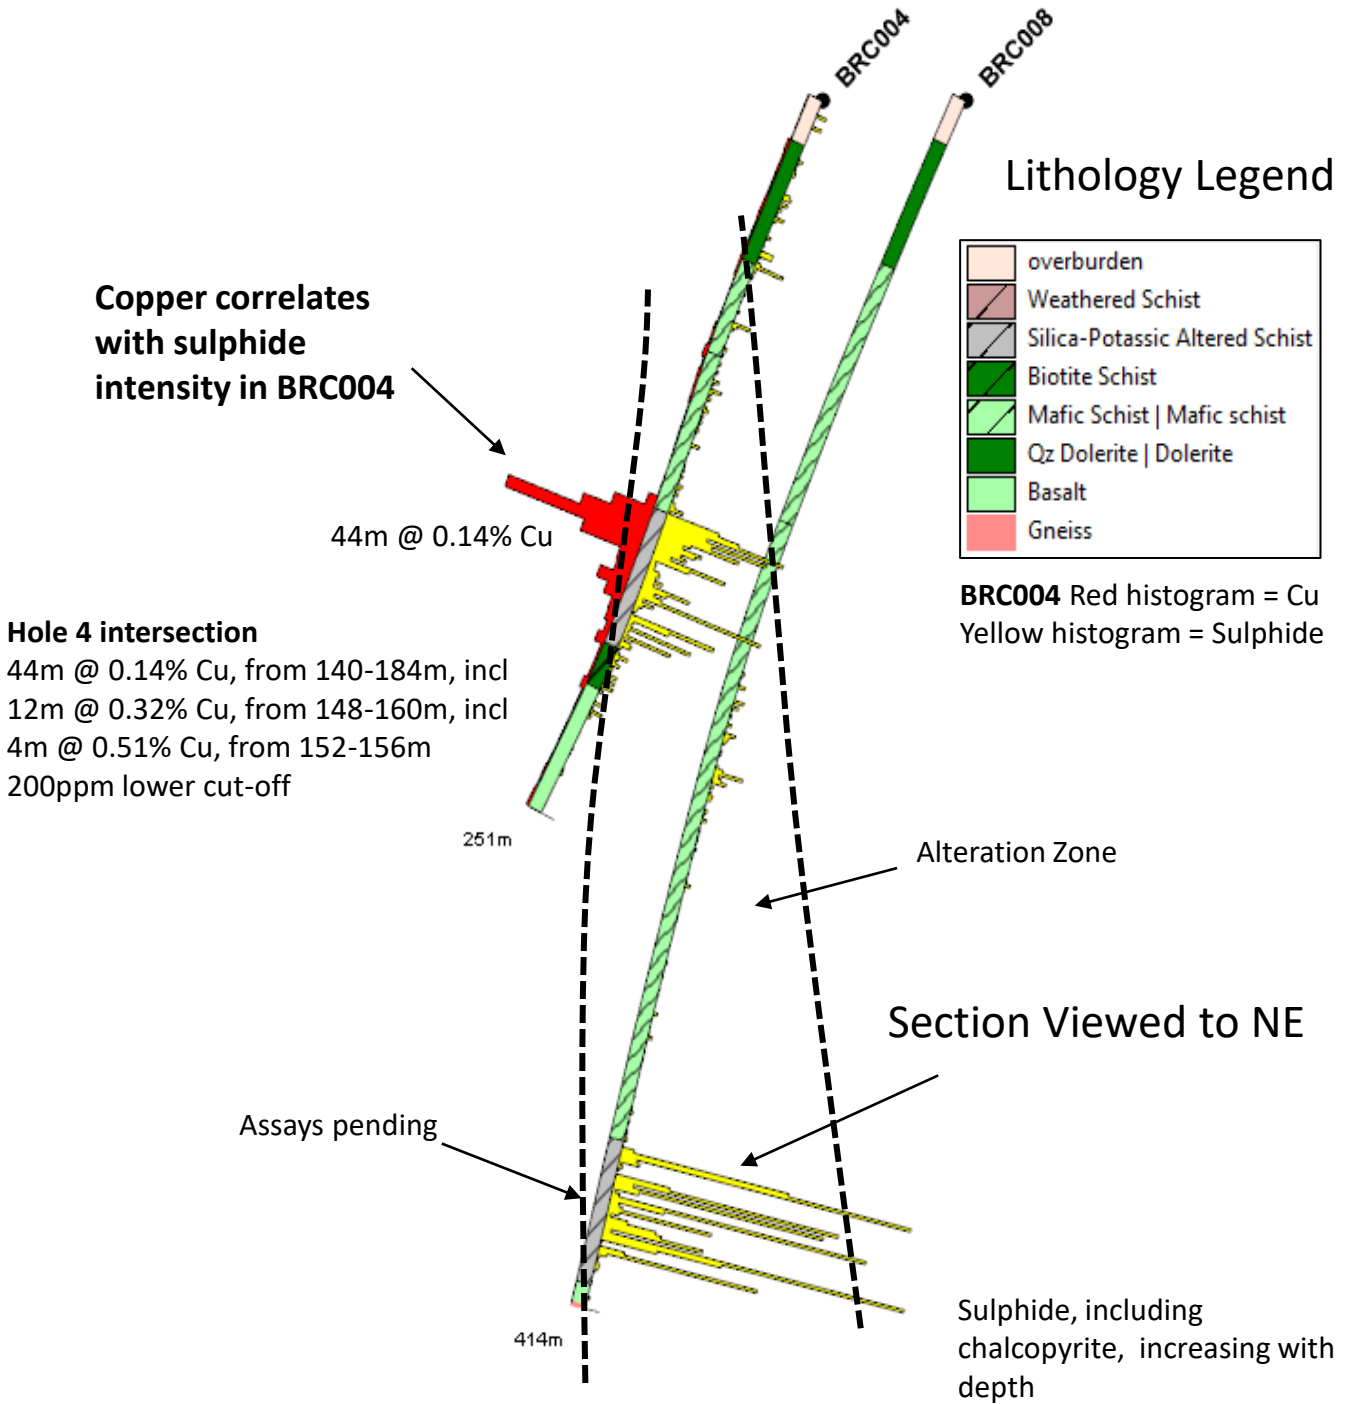 BRC004
BRC008
Lithology Legend
overburden
Weathered Schist
Silica-Potassic Altered Schist
Biotite Schist
Mafic Schist | Mafic schist
Qz Dolerite | Dolerite
Basalt
Gneiss
BRC004 Red histogram = Cu
Yellow histogram = Sulphide
Copper correlates
with sulphide
intensity in BRC004
44m @ 0.14% Cu
Hole 4 intersection
44m @ 0.14% Cu, from 140-184m, incl
12m @ 0.32% Cu, from 148-160m, incl
4m @ 0.51% Cu, from 152-156m
200ppm lower cut-off
251m
Alteration Zone
Section Viewed to NE
Assays pending
414m
Sulphide, including
chalcopyrite, increasing with
depth